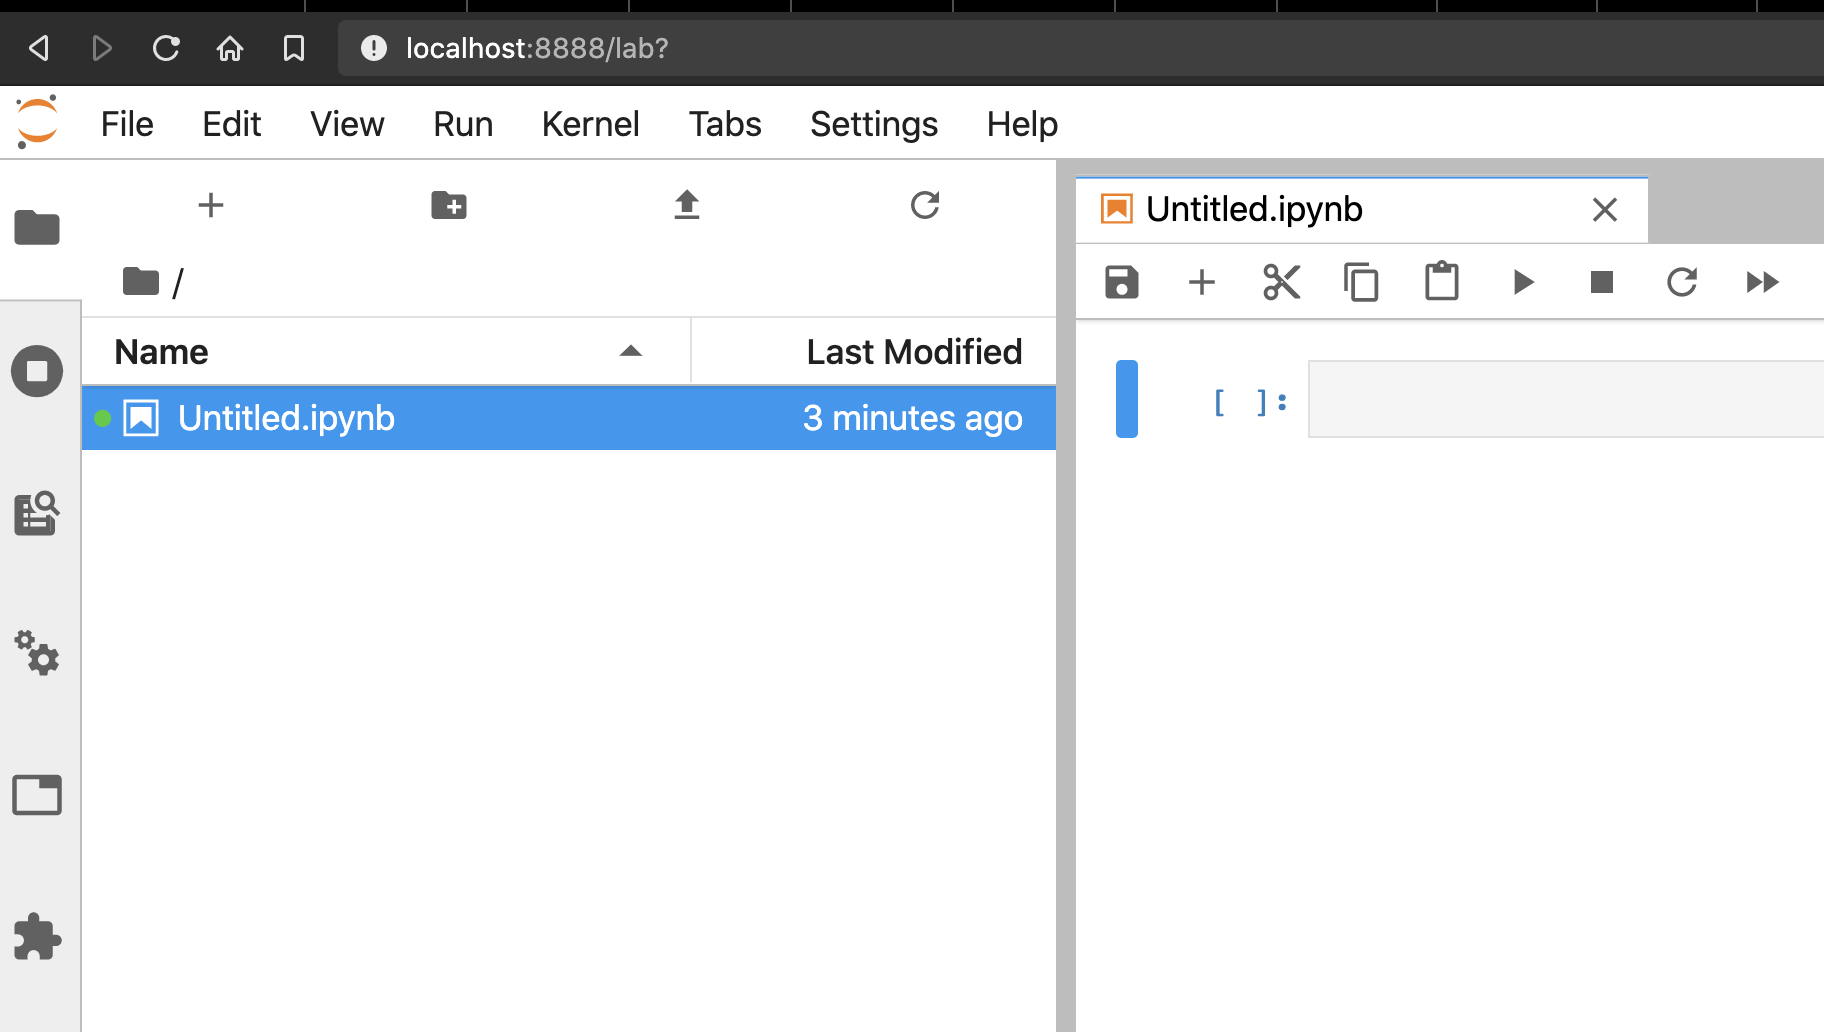 localhost:8888/lab?
File Edit View Run Kernel Tabs Settings Help
/
Name Last Modified
Untitled.ipynb 3 minutes ago
Untitled.ipynb
[ ]: